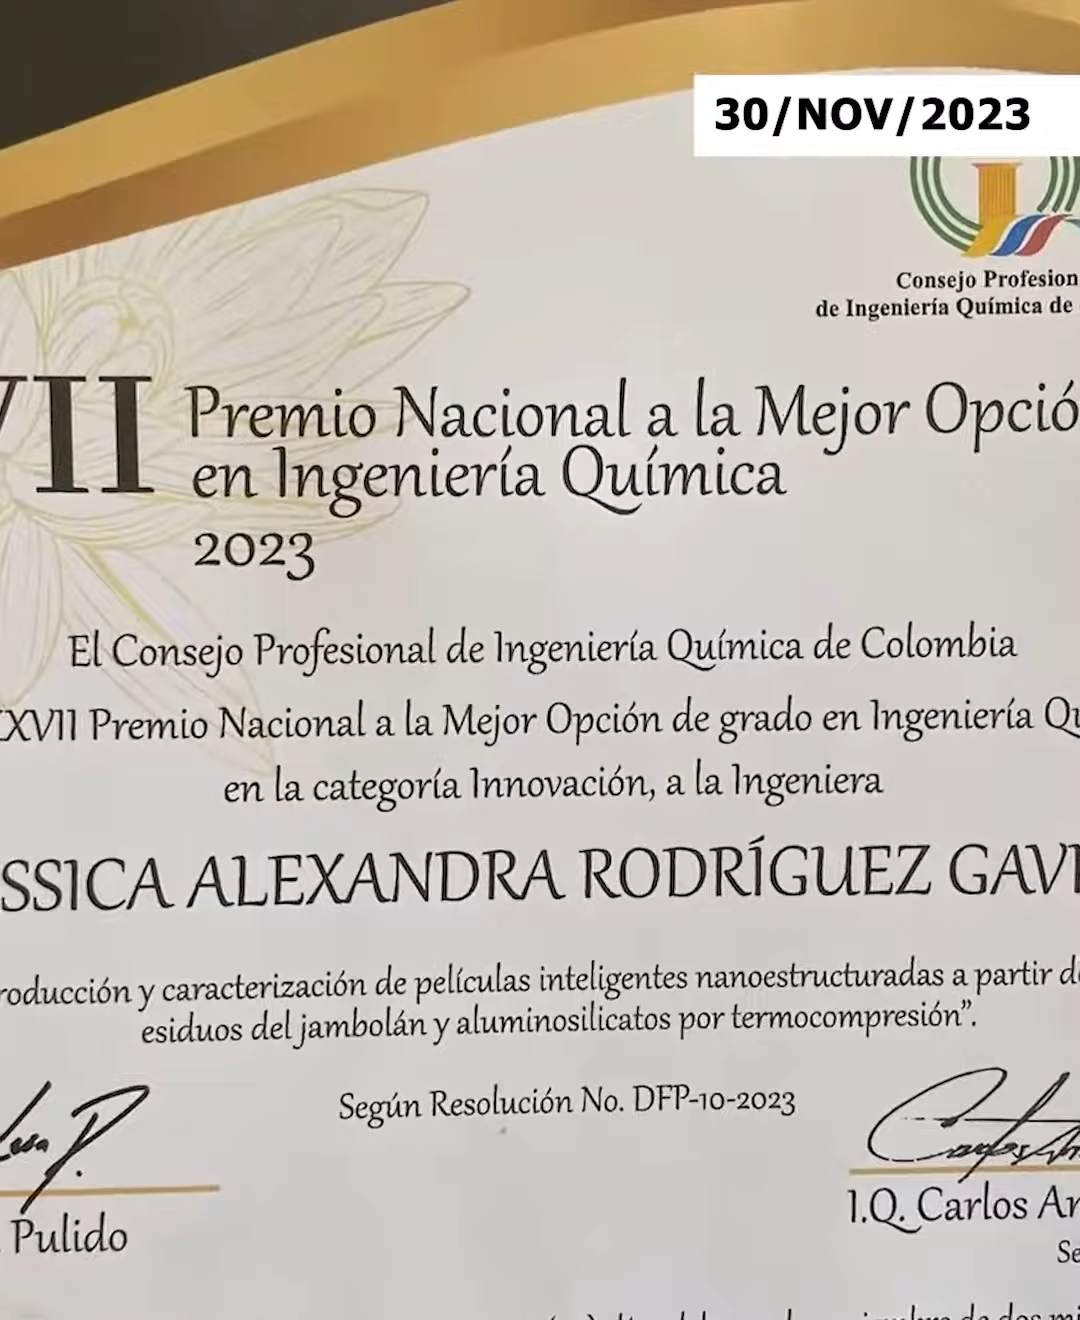 30/NOV/2023
Consejo Profesion
de Ingeniería Química de
VII Premio Nacional a la Mejor Opció
en Ingeniería Química
2023
El Consejo Profesional de Ingeniería Química de Colombia
XVII Premio Nacional a la Mejor Opción de grado en Ingeniería Qu
en la categoría Innovación, a la Ingeniera
SSICA ALEXANDRA RODRÍGUEZ GAVI
roducción y caracterización de películas inteligentes nanoestructuradas a partir de
esiduos del jambolán y aluminosilicatos por termocompresión”.
Según Resolución No. DFP-10-2023
Pulido
I.Q. Carlos Ar
Se